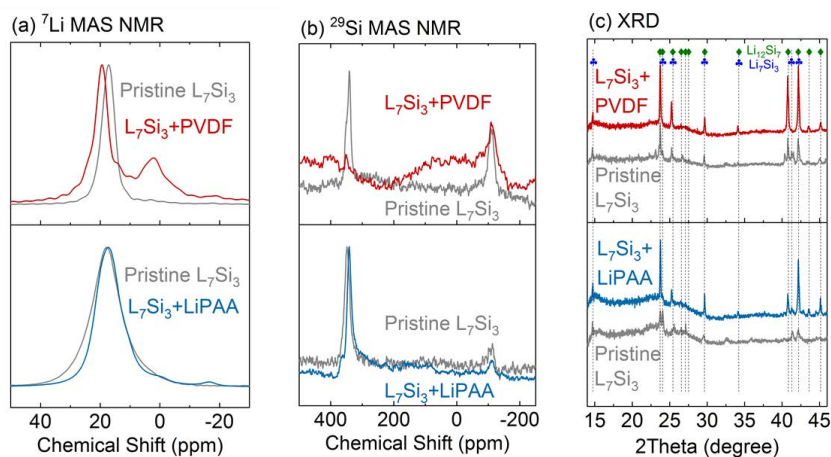 (a) ⁷Li MAS NMR
Pristine L₇Si₃
L₇Si₃+PVDF
Pristine L₇Si₃
L₇Si₃+LiPAA
50 40 20 0 -20
Chemical Shift (ppm)
(b) ²⁹Si MAS NMR
L₇Si₃+PVDF
Pristine L₇Si₃
Pristine L₇Si₃
L₇Si₃+LiPAA
400 200 0 -200
Chemical Shift (ppm)
(c) XRD
Li₁₂Si₇
Li₇Si₃
L₇Si₃+
PVDF
Pristine
L₇Si₃
L₇Si₃+
LiPAA
Pristine
L₇Si₃
15 20 25 30 35 40 45
2Theta (degree)